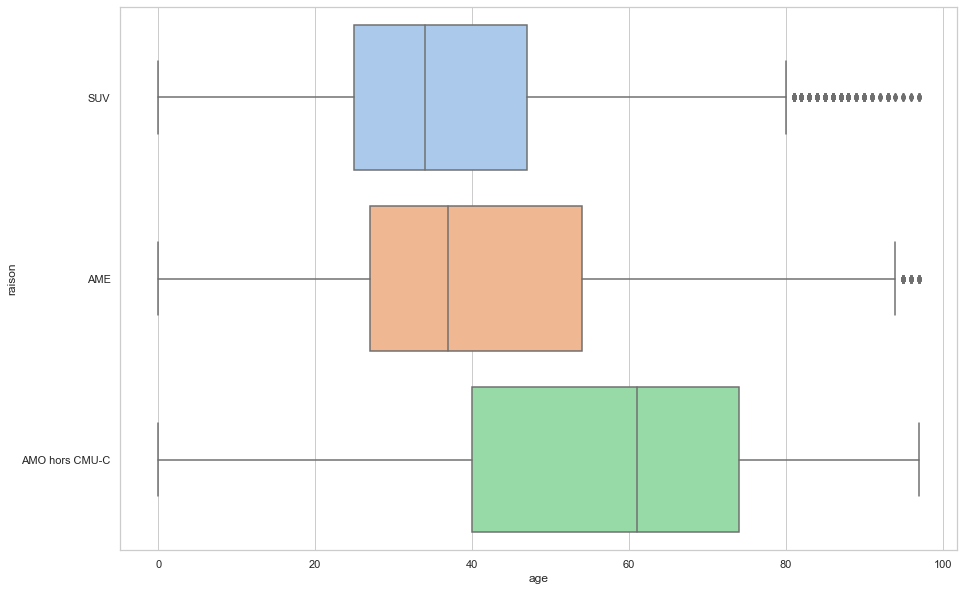 SUV
AME
AMO hors CMU-C
raison
0 20 40 60 80 100
age